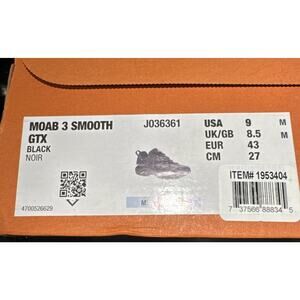 MOAB 3 SMOOTH
GTX
BLACK
NOIR
J036361
USA 9 M
UK/GB 8.5 M
EUR 43
CM 27
M
ITEM# 1953404
7 37566 88834 5
4700526629